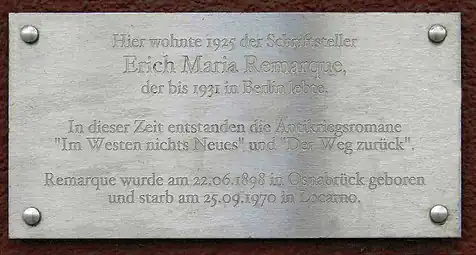 Hier wohnte 1925 der Schriftsteller
Erich Maria Remarque,
der bis 1931 in Berlin lebte.
In dieser Zeit entstanden die Antikriegsromane
"Im Westen nichts Neues" und "Der Weg zurück".
Remarque wurde am 22.06.1898 in Osnabrück geboren
und starb am 25.09.1970 in Locarno.